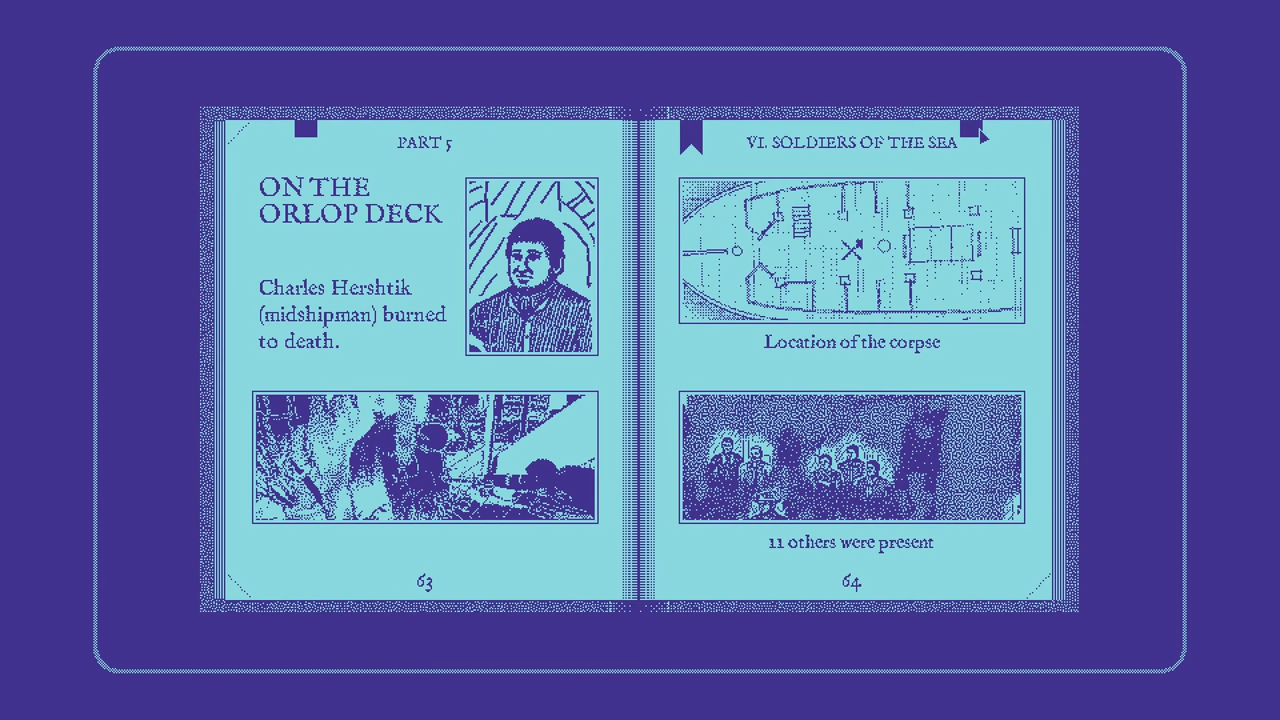 PART 5
ON THE
ORLOP DECK
Charles Hershtik
(midshipman) burned
to death.
63
VI. SOLDIERS OF THE SEA
Location of the corpse
11 others were present
64